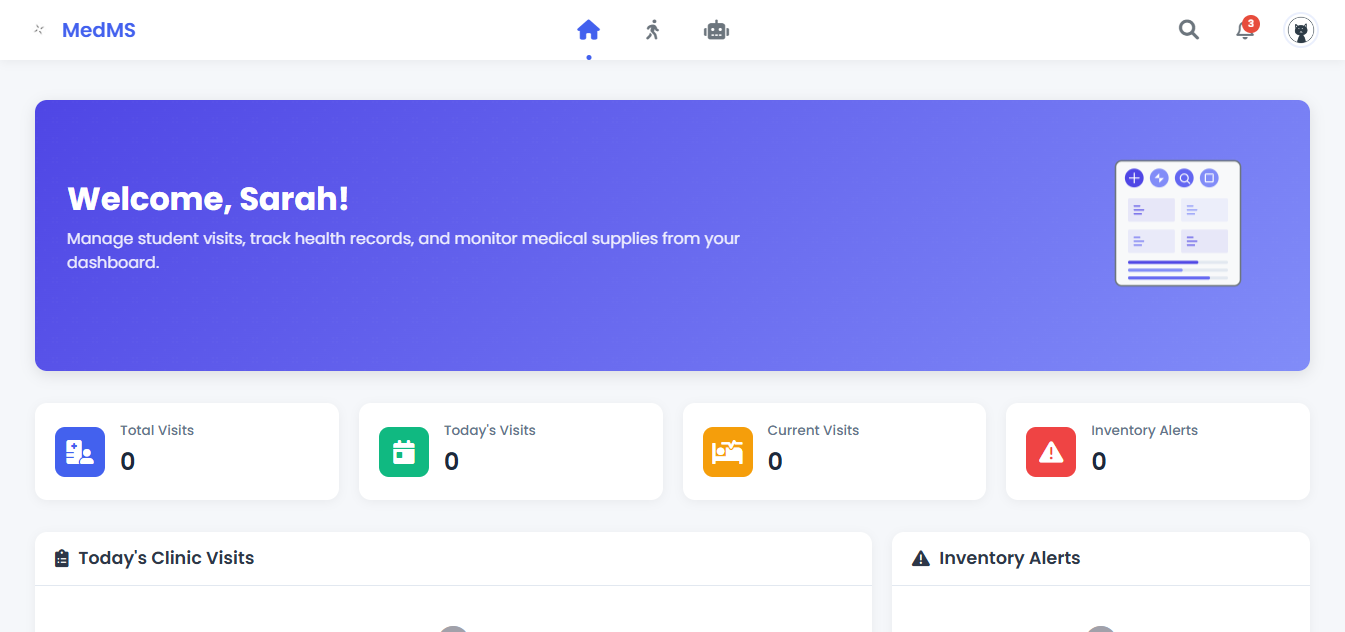 MedMS
3
Welcome, Sarah!
Manage student visits, track health records, and monitor medical supplies from your
dashboard.
Total Visits
0
Today's Visits
0
Current Visits
0
Inventory Alerts
0
Today's Clinic Visits
Inventory Alerts